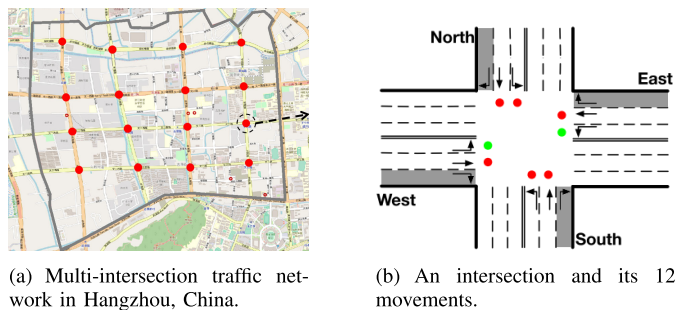 North
East
West
South
(a) Multi-intersection traffic net-
work in Hangzhou, China.
(b) An intersection and its 12
movements.